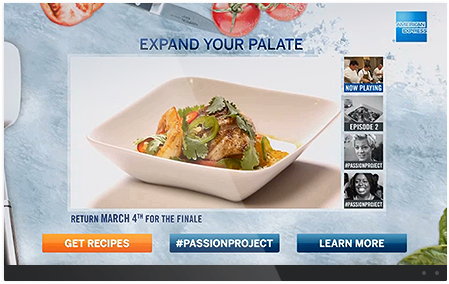 EXPAND YOUR PALATE
AMERICAN
EXPRESS
NOW PLAYING
EPISODE 2
#PASSIONPROJECT
#PASSIONPROJECT
RETURN MARCH 4TH FOR THE FINALE
GET RECIPES
#PASSIONPROJECT
LEARN MORE